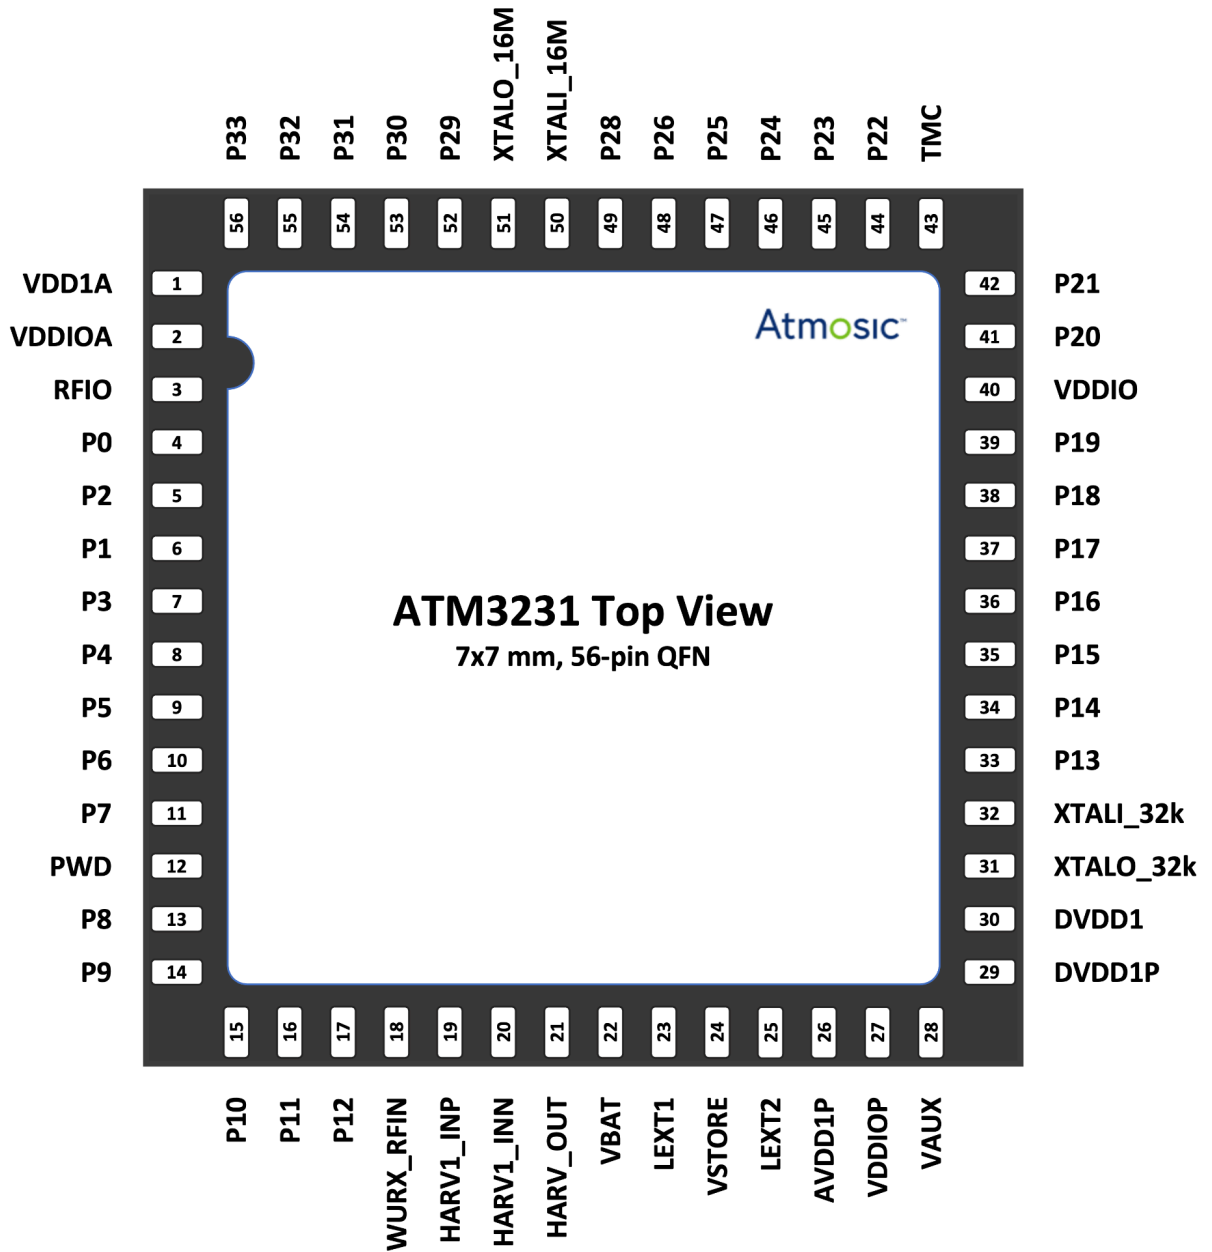 P33 P32 P31 P30 P29 XTALO_16M XTALI_16M P28 P26 P25 P24 P23 P22 TMC
56 55 54 53 52 51 50 49 48 47 46 45 44 43
VDD1A 1 42 P21
VDDIOA 2 Atmosic™ 41 P20
RFIO 3 40 VDDIO
P0 4 39 P19
P2 5 38 P18
P1 6 37 P17
P3 7 ATM3231 Top View 36 P16
P4 8 7x7 mm, 56-pin QFN 35 P15
P5 9 34 P14
P6 10 33 P13
P7 11 32 XTALI_32k
PWD 12 31 XTALO_32k
P8 13 30 DVDD1
P9 14 29 DVDD1P
15 16 17 18 19 20 21 22 23 24 25 26 27 28
P10 P11 P12 WURX_RFIN HARV1_INP HARV1_INN HARV_OUT VBAT LEXT1 VSTORE LEXT2 AVDD1P VDDIOP VAUX